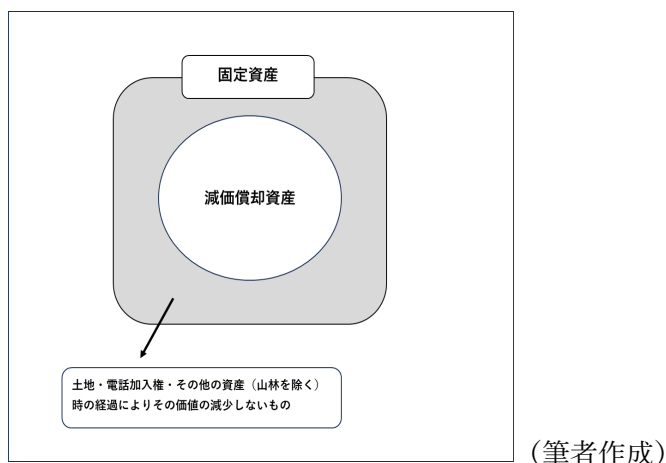 固定資産
減価償却資産
土地・電話加入権・その他の資産（山林を除く）
時の経過によりその価値の減少しないもの
（筆者作成）